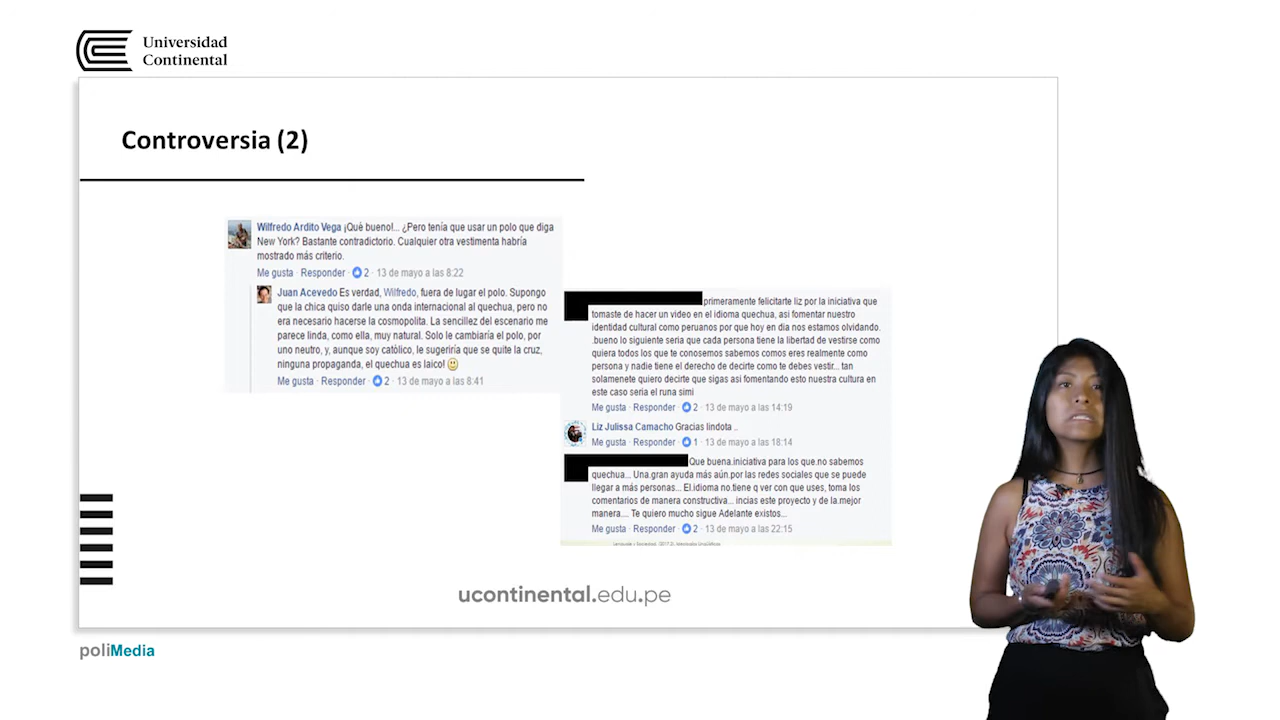 Universidad
Continental
Controversia (2)
Wilfredo Ardito Vega ¡Qué bueno!... ¿Pero tenía que usar un polo que diga
New York? Bastante contradictorio. Cualquier otra vestimenta habría
mostrado más criterio.
Me gusta · Responder · 2 · 13 de mayo a las 8:22
Juan Acevedo Es verdad, Wilfredo, fuera de lugar el polo. Supongo
que la chica quiso darle una onda internacional al quechua, pero no
era necesario hacerse la cosmopolita. La sencillez del escenario me
parece linda, como ella, muy natural. Solo le cambiaría el polo, por
uno neutro, y, aunque soy católico, le sugeriría que se quite la cruz,
ninguna propaganda, el quechua es laico!
Me gusta · Responder · 2 · 13 de mayo a las 8:41
primeramente felicitarte liz por la iniciativa que
tomaste de hacer un video en el idioma quechua, asi fomentar nuestro
identidad cultural como peruanos por que hoy en dia nos estamos olvidando.
.bueno lo siguiente seria que cada persona tiene la libertad de vestirse como
quiera todos los que te conosemos sabemos como eres realmente como
persona y nadie tiene el derecho de decirte como te debes vestir... tan
solamenete quiero decirte que sigas asi fomentando esto nuestra cultura en
este caso seria el runa simi
Me gusta · Responder · 2 · 13 de mayo a las 14:19
Liz Julissa Camacho Gracias lindota ..
Me gusta · Responder · 1 · 13 de mayo a las 18:14
Que buena.iniciativa para los que.no sabemos
quechua... Una.gran ayuda más aún.por las redes sociales que se puede
llegar a más personas... El.idioma no.tiene q ver con que uses, toma los
comentarios de manera constructiva... incias este proyecto y de la.mejor
manera.... Te quiero mucho sigue Adelante existos...
Me gusta · Responder · 2 · 13 de mayo a las 22:15
ucontinental.edu.pe
poliMedia